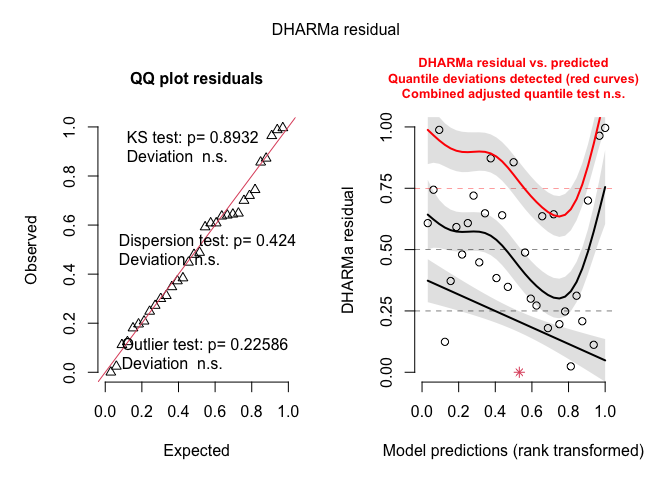 DHARMa residual
QQ plot residuals
KS test: p= 0.8932
Deviation n.s.
Dispersion test: p= 0.424
Deviation n.s.
Outlier test: p= 0.22586
Deviation n.s.
Observed
0.0 0.2 0.4 0.6 0.8 1.0
0.0 0.2 0.4 0.6 0.8 1.0
Expected
DHARMa residual vs. predicted
Quantile deviations detected (red curves)
Combined adjusted quantile test n.s.
DHARMa residual
0.00 0.25 0.50 0.75 1.00
0.0 0.2 0.4 0.6 0.8 1.0
Model predictions (rank transformed)